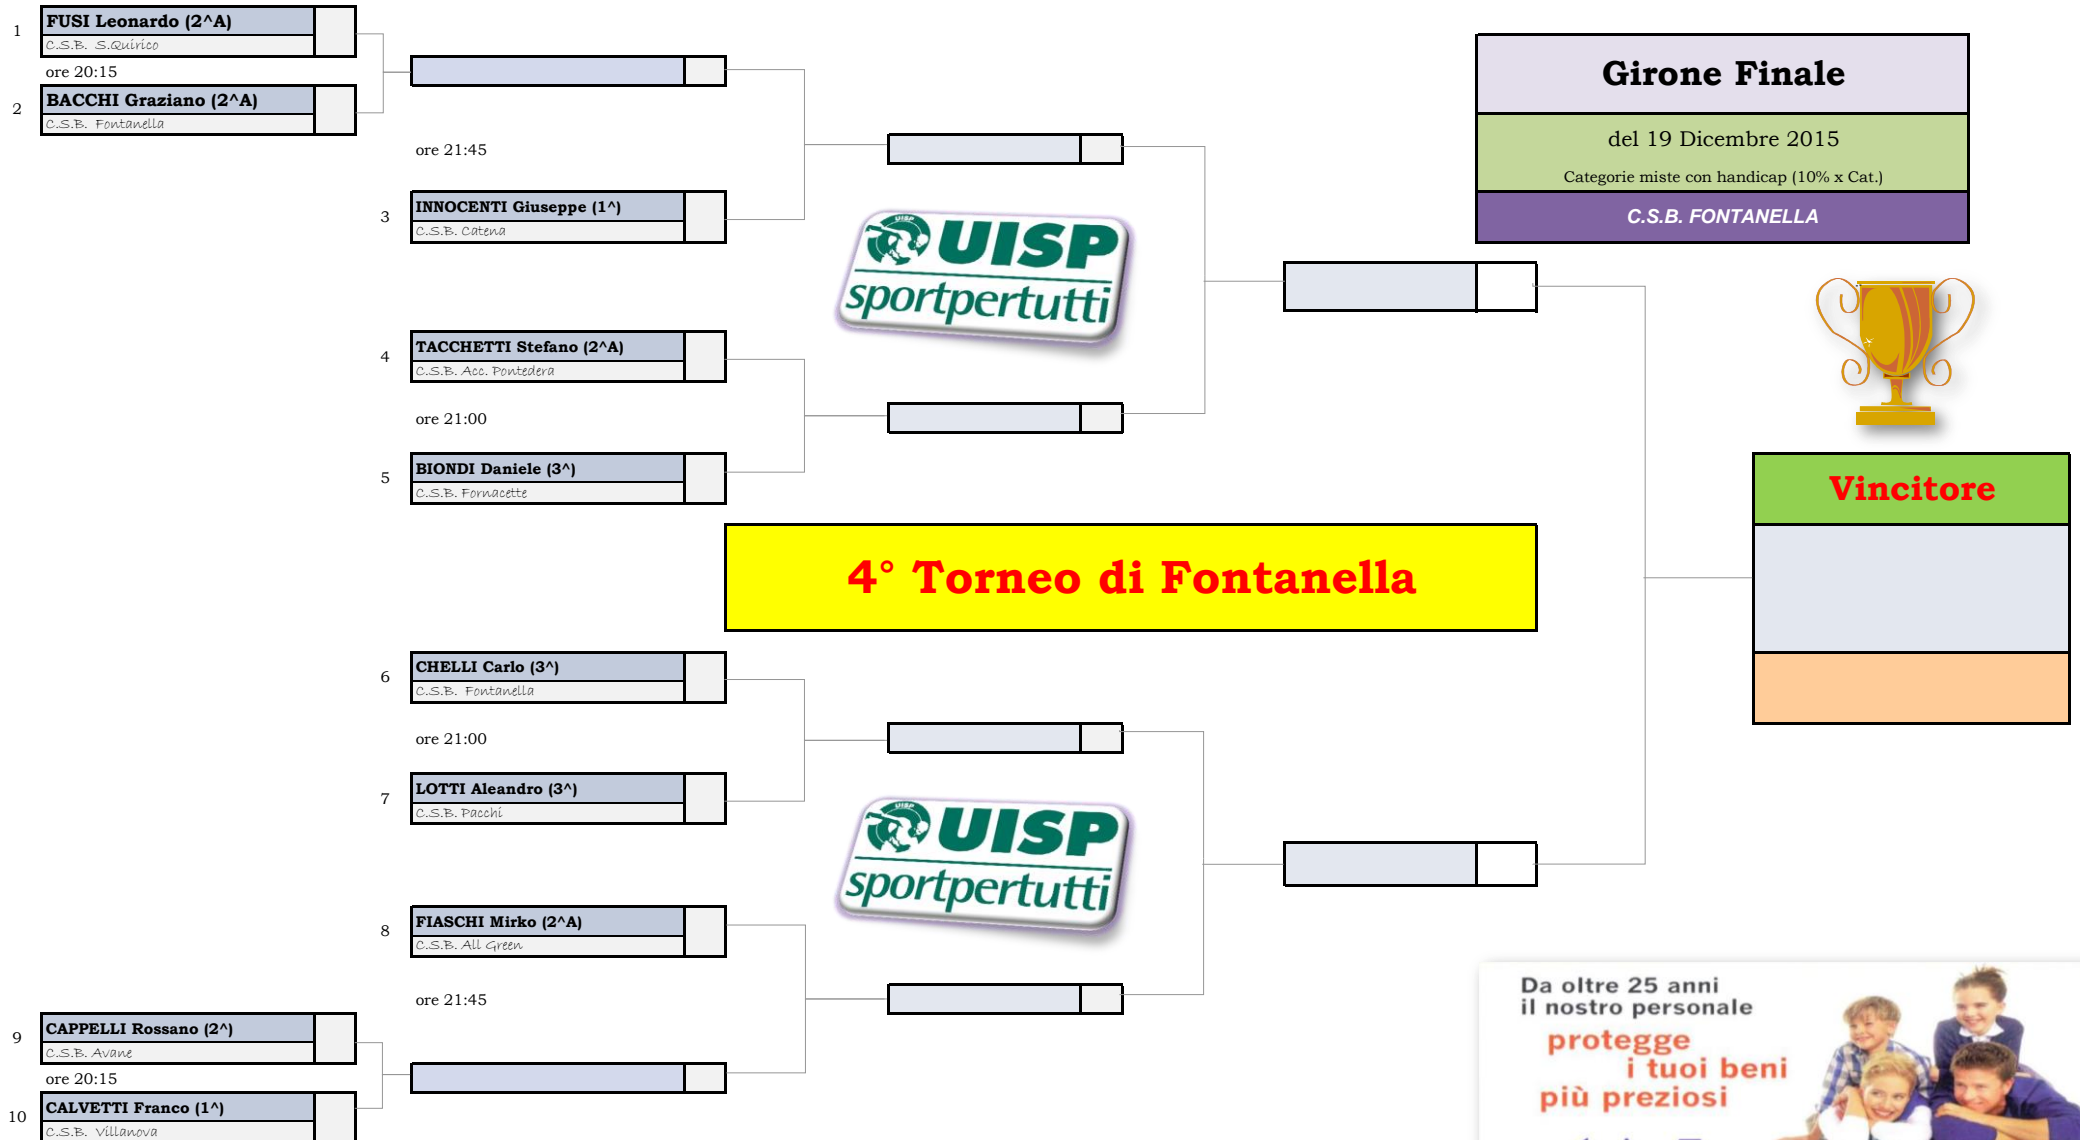 1
FUSI Leonardo (2^A)
C.S.B. S.Quirico
ore 20:15
2
BACCHI Graziano (2^A)
C.S.B. Fontanella
ore 21:45
3
INNOCENTI Giuseppe (1^)
C.S.B. Catena
Girone Finale
del 19 Dicembre 2015
Categorie miste con handicap (10% x Cat.)
C.S.B. FONTANELLA
UISP
UISP
sportpertutti
4
TACCHETTI Stefano (2^A)
C.S.B. Acc. Pontedera
ore 21:00
5
BIONDI Daniele (3^)
C.S.B. Fornacette
Vincitore
4° Torneo di Fontanella
6
CHELLI Carlo (3^)
C.S.B. Fontanella
ore 21:00
7
LOTTI Aleandro (3^)
C.S.B. Pacchi
UISP
UISP
sportpertutti
8
FIASCHI Mirko (2^A)
C.S.B. All Green
ore 21:45
9
CAPPELLI Rossano (2^)
C.S.B. Avane
ore 20:15
10
CALVETTI Franco (1^)
C.S.B. Villanova
Da oltre 25 anni
il nostro personale
protegge
i tuoi beni
più preziosi